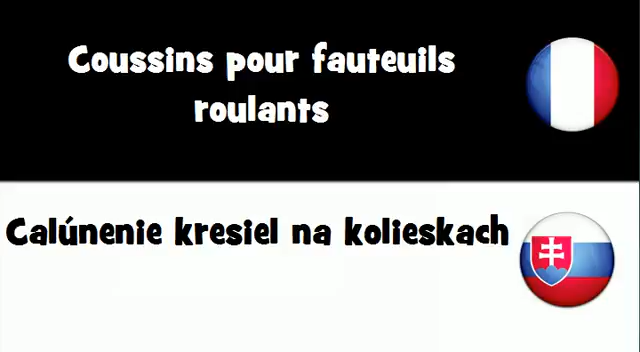 Coussins pour fauteuils
roulants
Calúnenie kresiel na kolieskach